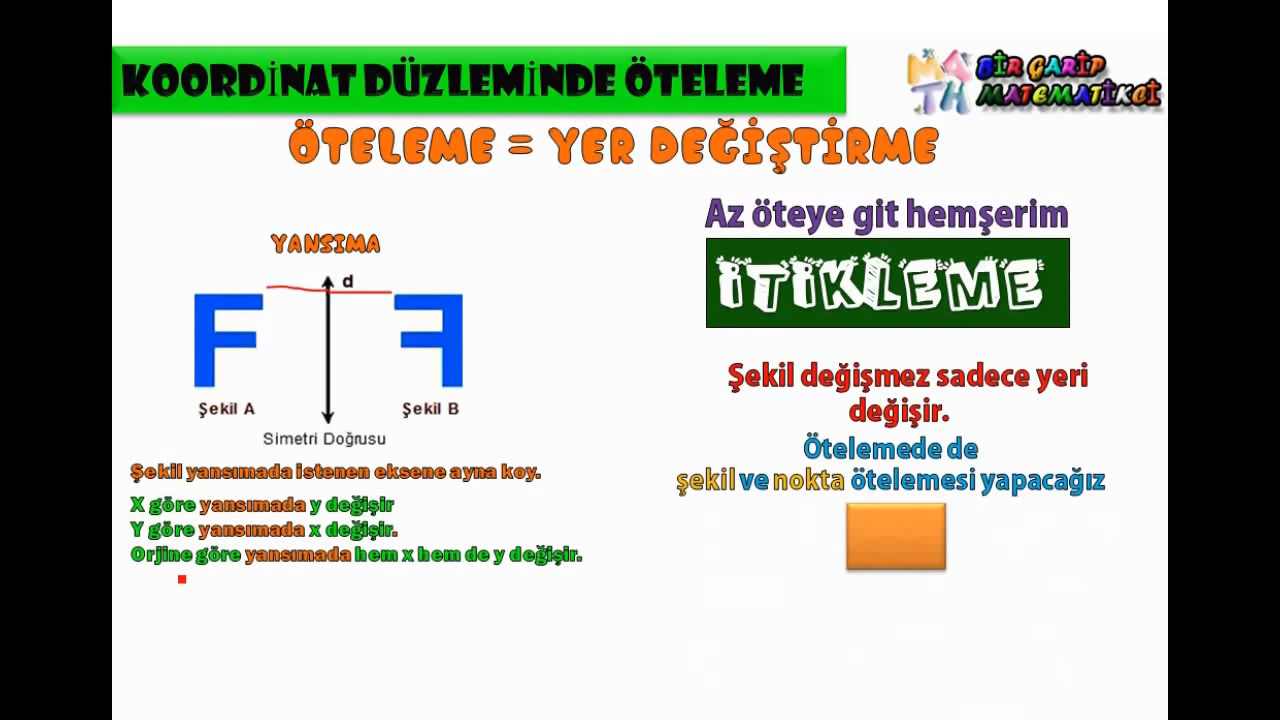 KOORDİNAT DÜZLEMİNDE ÖTELEME
MATH
BİR GARİP
MATEMATİKÇİ
ÖTELEME = YER DEĞİŞTİRME
YANSIMA
d
F
Şekil A
Şekil B
Simetri Doğrusu
Şekil yansımada istenen eksene ayna koy.
X göre yansımada y değişir
Y göre yansımada x değişir.
Orjine göre yansımada hem x hem de y değişir.
Az öteye git hemşerim
İTİKLEME
Şekil değişmez sadece yeri
değişir.
Ötelemede de
şekil ve nokta ötelemesi yapacağız